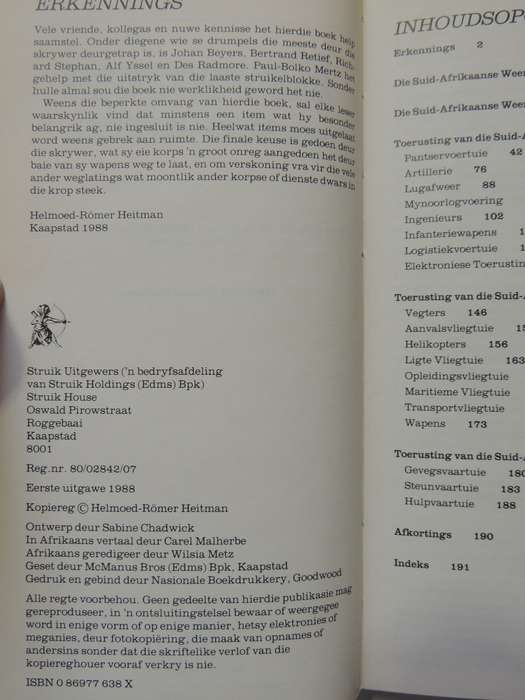 ERKENNINGS
Vele vriende, kollegas en nuwe kennisse het hierdie boek help
saamstel. Onder diegene wie se drumpels die meeste deur die
skrywer deurgetrap is, is Johan Beyers, Bertrand Retief, Rich-
ard Stephan, Alf Yssel en Des Radmore. Paul-Bolko Mertz het
gehelp met die uitstryk van die laaste struikelblokke. Sonder
hulle almal sou die boek nie werklikheid geword het nie.
Weens die beperkte omvang van hierdie boek, sal elke leser
waarskynlik vind dat minstens een item wat hy besonder
belangrik ag, nie ingesluit is nie. Heelwat items moes uitgelaat
word weens gebrek aan ruimte. Die finale keuse is gedoen deur
die skrywer, wat sy eie korps 'n groot onreg aangedoen het deur
baie van sy wapens weg te laat, en om verskoning vra vir die vele
ander weglatings wat moontlik ander korpse of dienste dwars in
die krop steek.
Helmoed-Römer Heitman
Kaapstad 1988
Struik Uitgewers ('n bedryfsafdeling
van Struik Holdings (Edms) Bpk)
Struik House
Oswald Pirowstraat
Roggebaai
Kaapstad
8001
Reg.nr. 80/02842/07
Eerste uitgawe 1988
Kopiereg © Helmoed-Römer Heitman
Ontwerp deur Sabine Chadwick
In Afrikaans vertaal deur Carel Malherbe
Afrikaans geredigeer deur Wilsia Metz
Geset deur McManus Bros (Edms) Bpk, Kaapstad
Gedruk en gebind deur Nasionale Boekdrukkery, Goodwood
Alle regte voorbehou. Geen gedeelte van hierdie publikasie mag
gereproduseer, in 'n ontsluitingstelsel bewaar of weergegee
word in enige vorm of op enige manier, hetsy elektronies of
meganies, deur fotokopiëring, die maak van opnames of
andersins sonder dat die skriftelike verlof van die
kopiereghouer vooraf verkry is nie.
ISBN 0 86977 638 X
INHOUDSOP
Erkennings 2
Die Suid-Afrikaanse Weer
Die Suid-Afrikaanse Weer
Toerusting van die Suid-A
Pantservoertuie 42
Artillerie 76
Lugafweer 88
Mynoorlogvoering
Ingenieurs 102
Infanteriewapens 1
Logistiekvoertuie 1
Elektroniese Toerustin
Toerusting van die Suid-A
Vegters 146
Aanvalsvliegtuie 15
Helikopters 156
Ligte Vliegtuie 163
Opleidingsvliegtuie
Maritieme Vliegtuie
Transportvliegtuie
Wapens 173
Toerusting van die Suid-A
Gevegsvaartuie 180
Steunvaartuie 183
Hulpvaartuie 188
Afkortings 190
Indeks 191